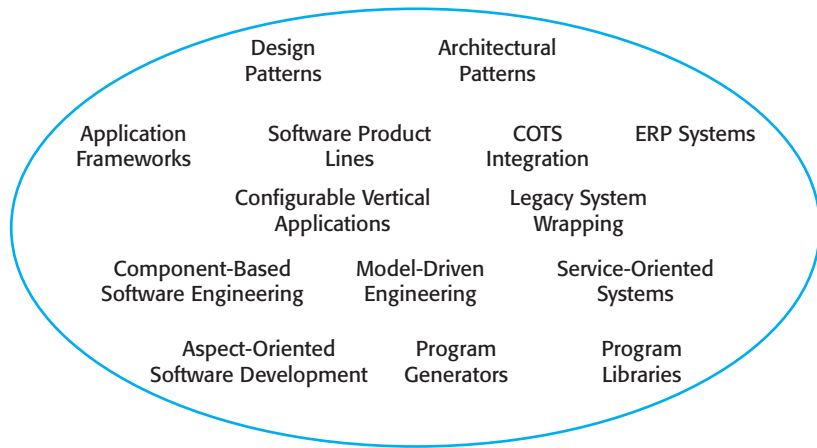 Design
Patterns
Architectural
Patterns
Application
Frameworks
Software Product
Lines
COTS
Integration
ERP Systems
Configurable Vertical
Applications
Legacy System
Wrapping
Component-Based
Software Engineering
Model-Driven
Engineering
Service-Oriented
Systems
Aspect-Oriented
Software Development
Program
Generators
Program
Libraries